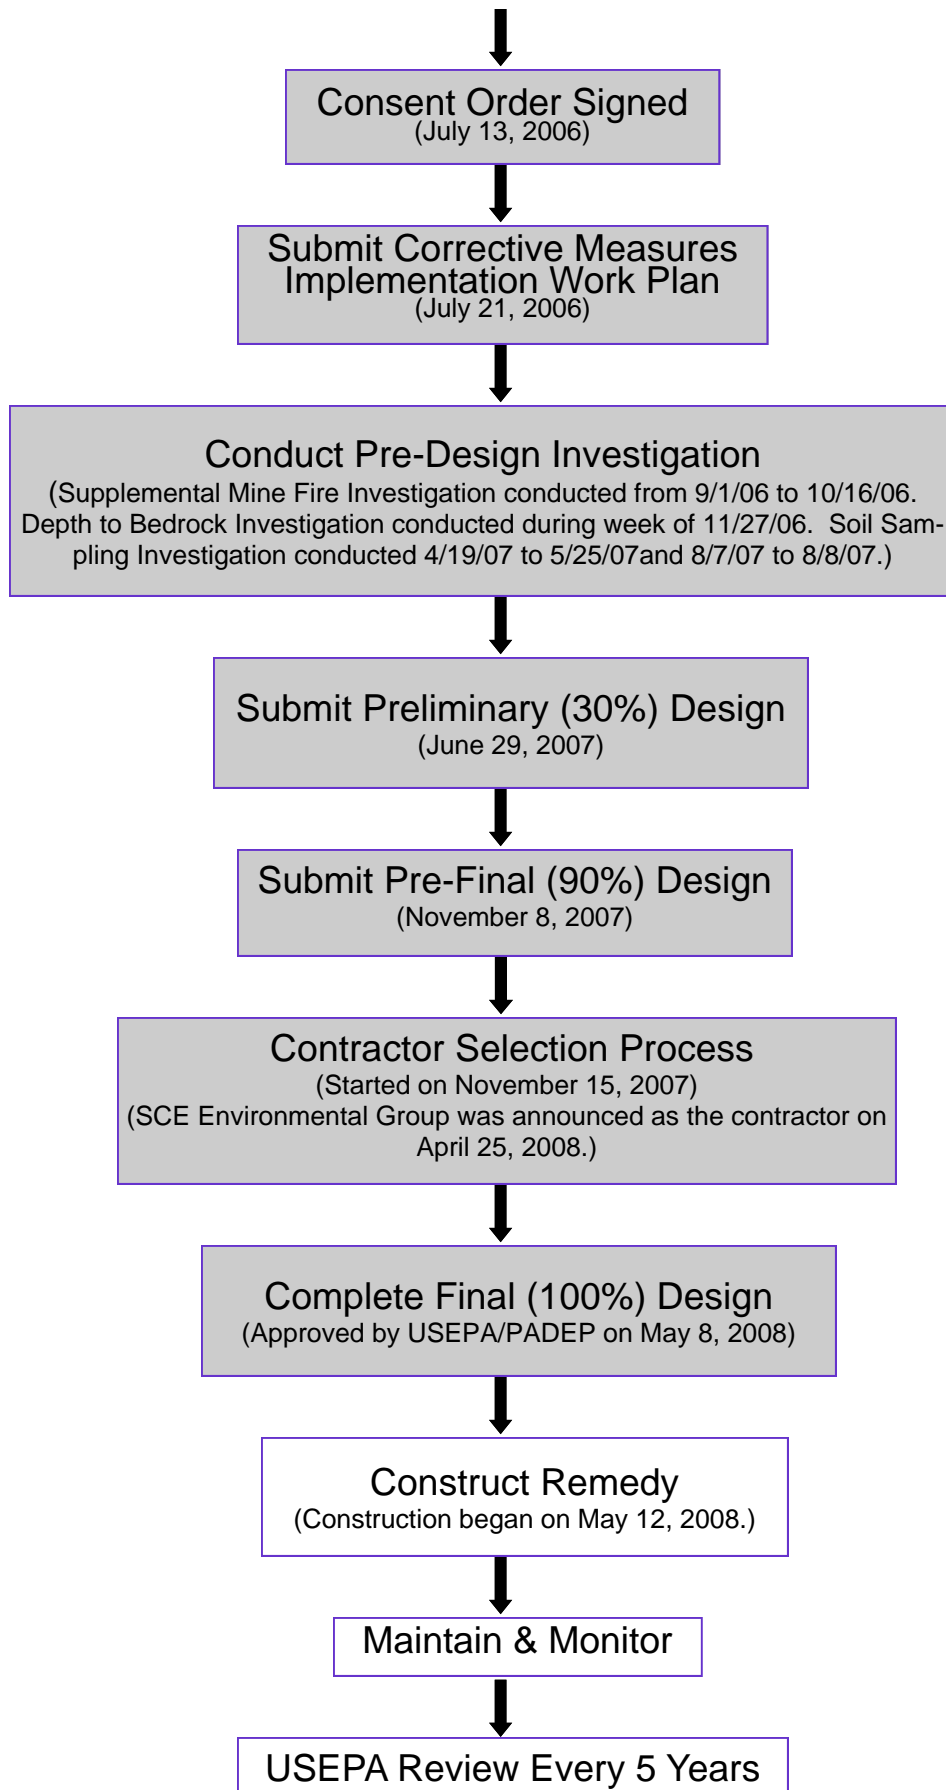 Consent Order Signed
(July 13, 2006)
Submit Corrective Measures
Implementation Work Plan
(July 21, 2006)
Conduct Pre-Design Investigation
(Supplemental Mine Fire Investigation conducted from 9/1/06 to 10/16/06.
Depth to Bedrock Investigation conducted during week of 11/27/06.  Soil Sam-
pling Investigation conducted 4/19/07 to 5/25/07and 8/7/07 to 8/8/07.)
Submit Preliminary (30%) Design
(June 29, 2007)
Submit Pre-Final (90%) Design
(November 8, 2007)
Contractor Selection Process
(Started on November 15, 2007)
(SCE Environmental Group was announced as the contractor on
April 25, 2008.)
Complete Final (100%) Design
(Approved by USEPA/PADEP on May 8, 2008)
Construct Remedy
(Construction began on May 12, 2008.)
Maintain & Monitor
USEPA Review Every 5 Years